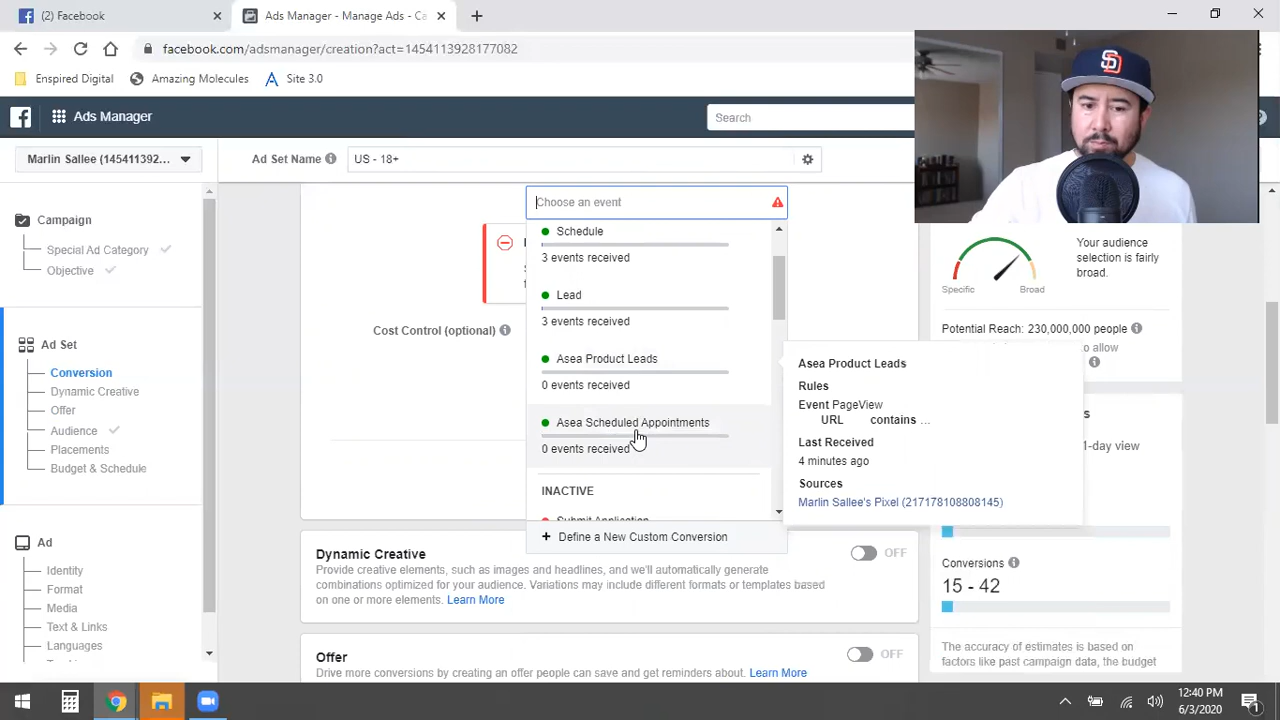 (2) Facebook
Ads Manager - Manage Ads - Ca
facebook.com/adsmanager/creation?act=1454113928177082
Enspired Digital
Amazing Molecules
Site 3.0
Ads Manager
Search
Marlin Sallee (145411392...
Ad Set Name
US - 18+
Campaign
Special Ad Category
Objective
Ad Set
Conversion
Dynamic Creative
Offer
Audience
Placements
Budget & Schedule
Ad
Identity
Format
Media
Text & Links
Languages
Cost Control (optional)
Choose an event
Schedule
3 events received
Lead
3 events received
Asea Product Leads
0 events received
Asea Scheduled Appointments
0 events received
INACTIVE
Submit Application
+ Define a New Custom Conversion
Asea Product Leads
Rules
Event PageView
URL contains ...
Last Received
4 minutes ago
Sources
Marlin Sallee's Pixel (217178108808145)
Dynamic Creative
OFF
Provide creative elements, such as images and headlines, and we'll automatically generate
combinations optimized for your audience. Variations may include different formats or templates based
on one or more elements. Learn More
Offer
OFF
Drive more conversions by creating an offer people can save and get reminders about. Learn More
SD
Specific
Broad
Your audience
selection is fairly
broad.
Potential Reach: 230,000,000 people
to allow
1-day view
Conversions
15 - 42
The accuracy of estimates is based on
factors like past campaign data, the budget
12:40 PM
6/3/2020
1